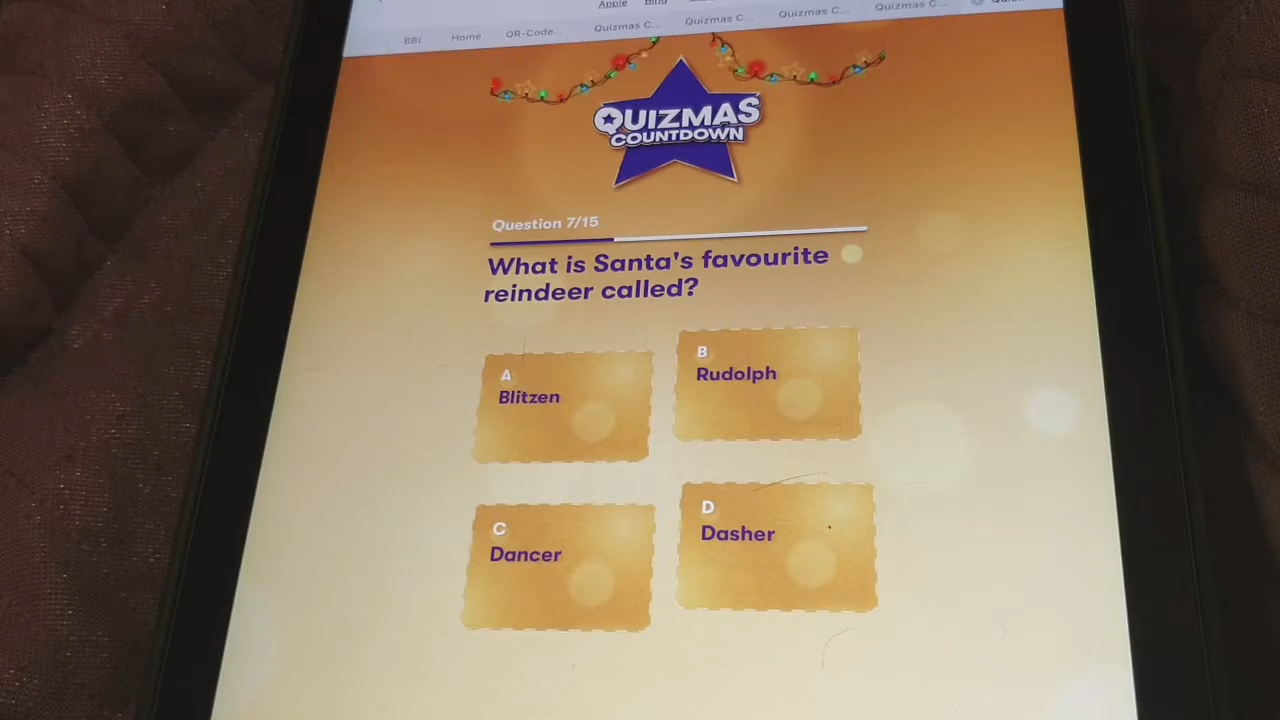 Apple Bing
BBC Home QR-Code... Quizmas C... Quizmas C... Quizmas C... Quizmas C...
QUIZMAS
COUNTDOWN
Question 7/15
What is Santa's favourite
reindeer called?
A
Blitzen
B
Rudolph
C
Dancer
D
Dasher